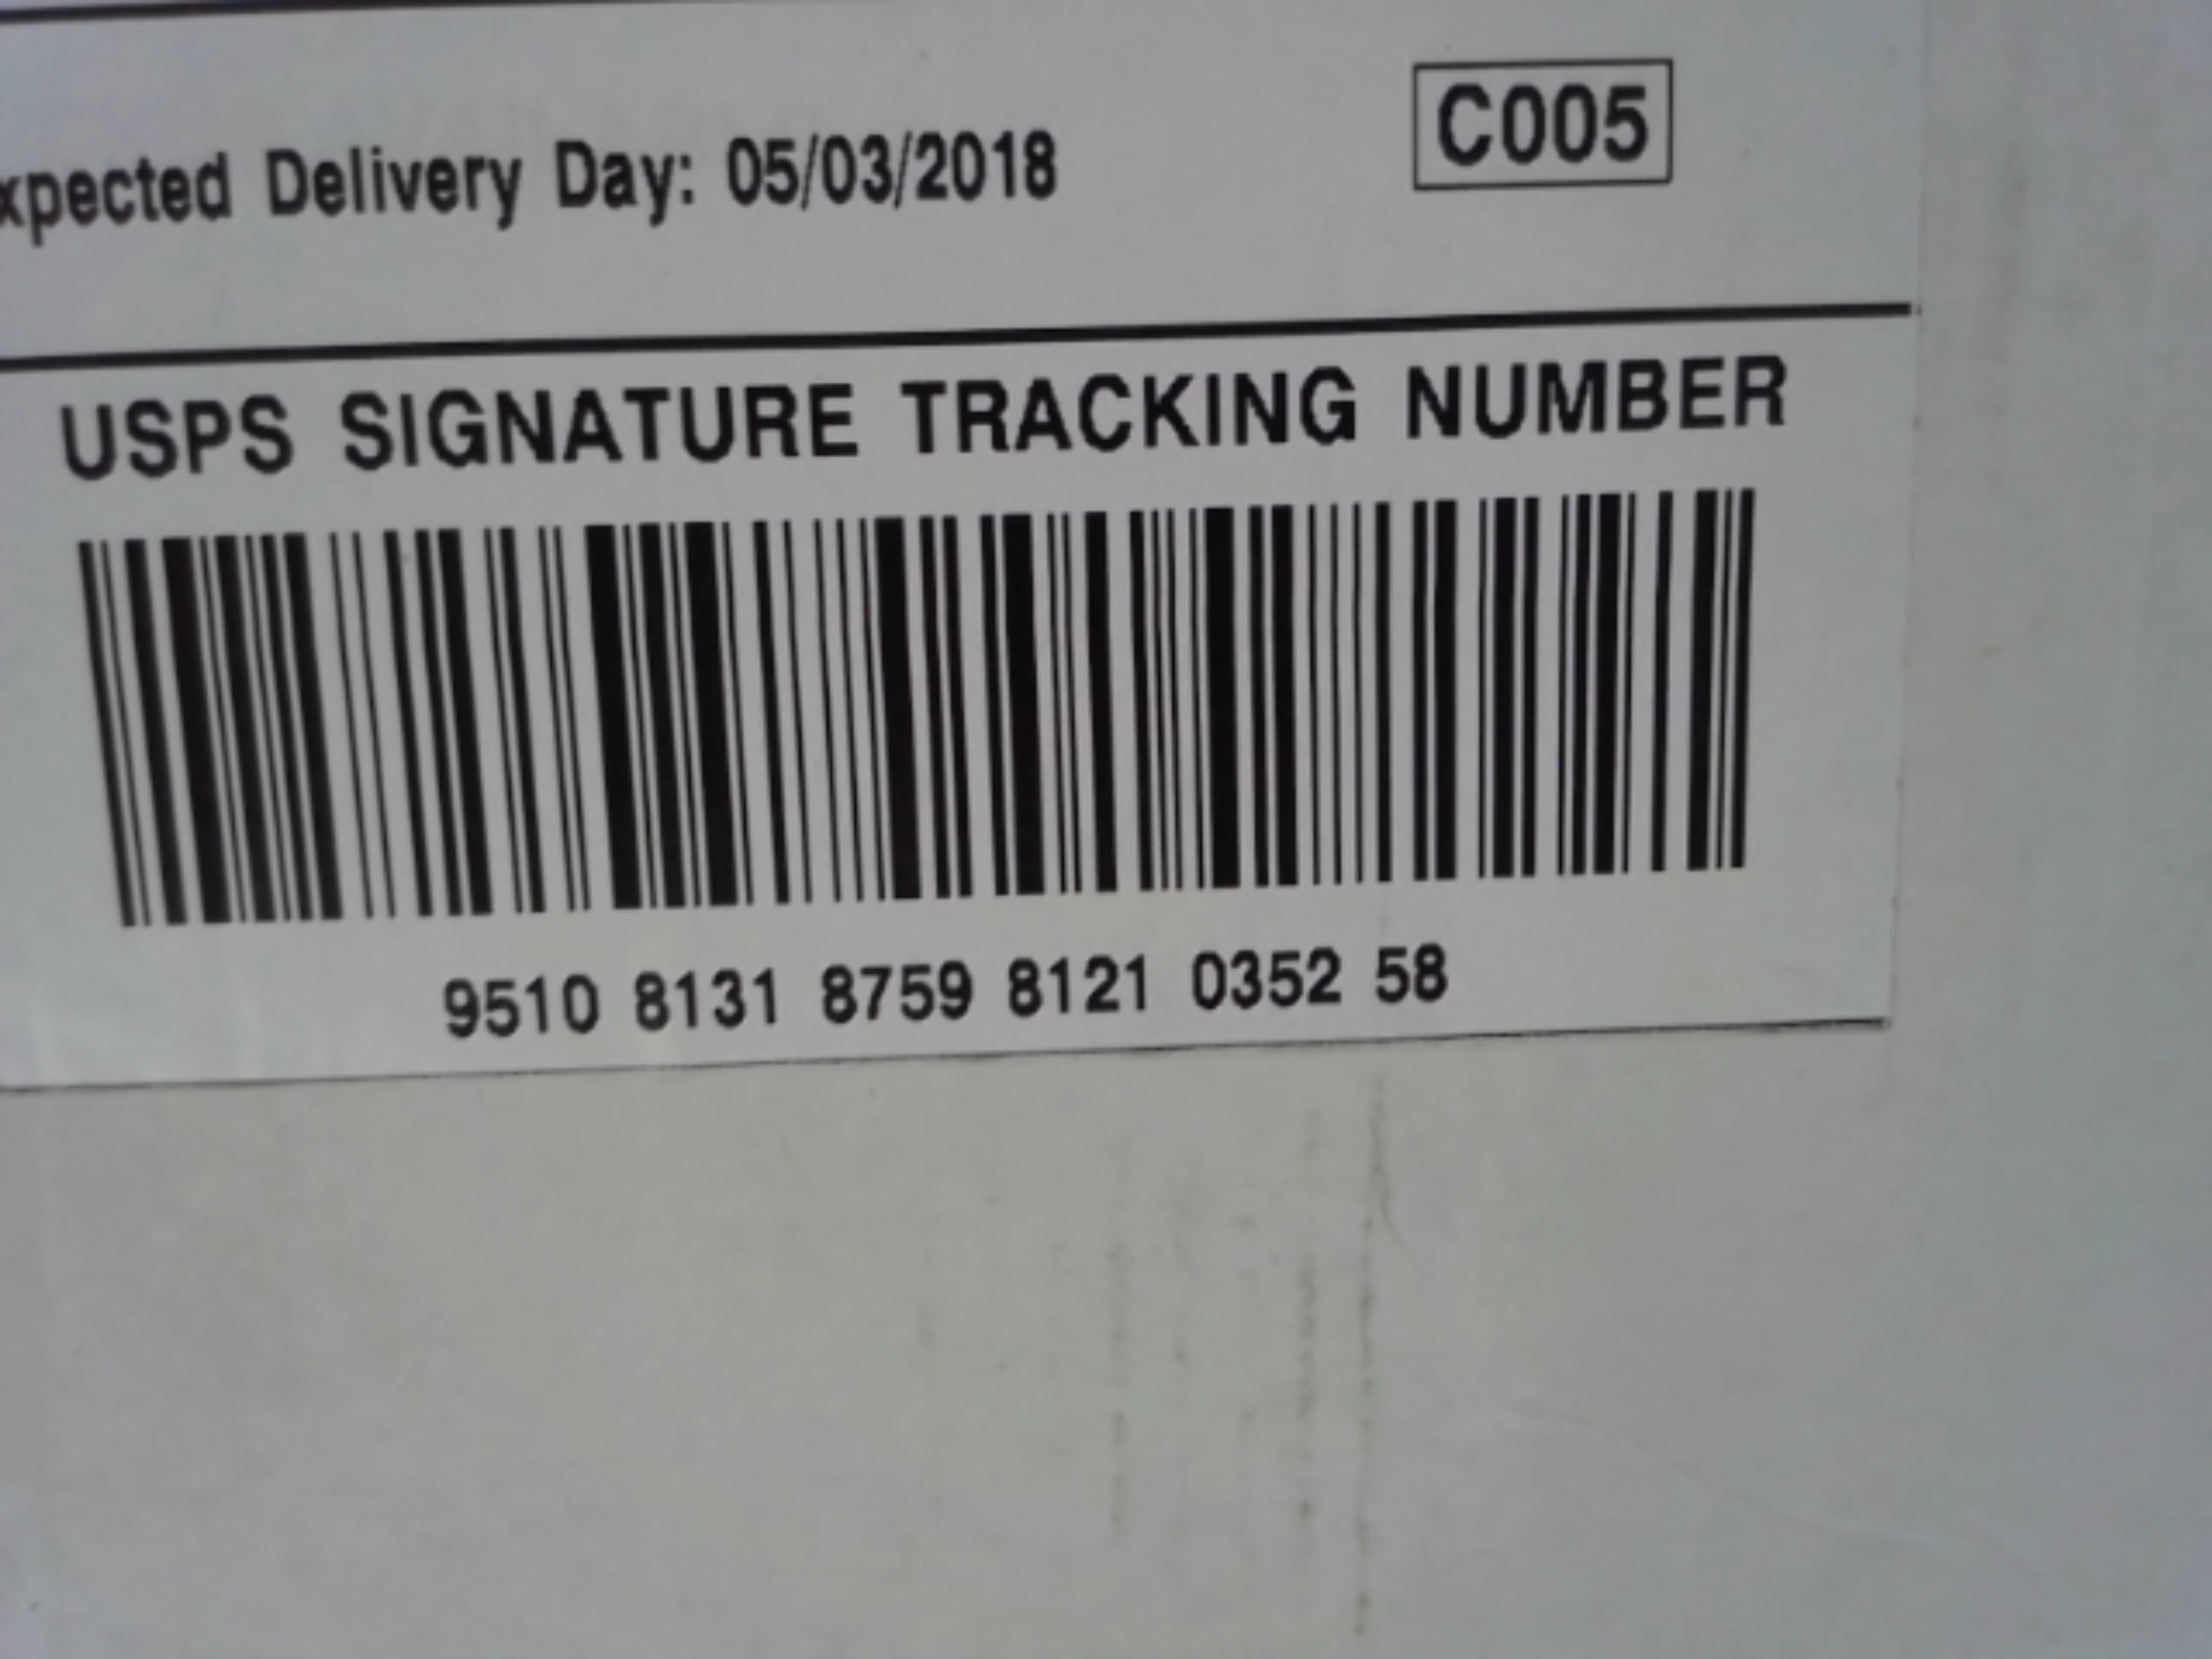 C005
xpected Delivery Day: 05/03/2018
USPS SIGNATURE TRACKING NUMBER
9510 8131 8759 8121 0352 58